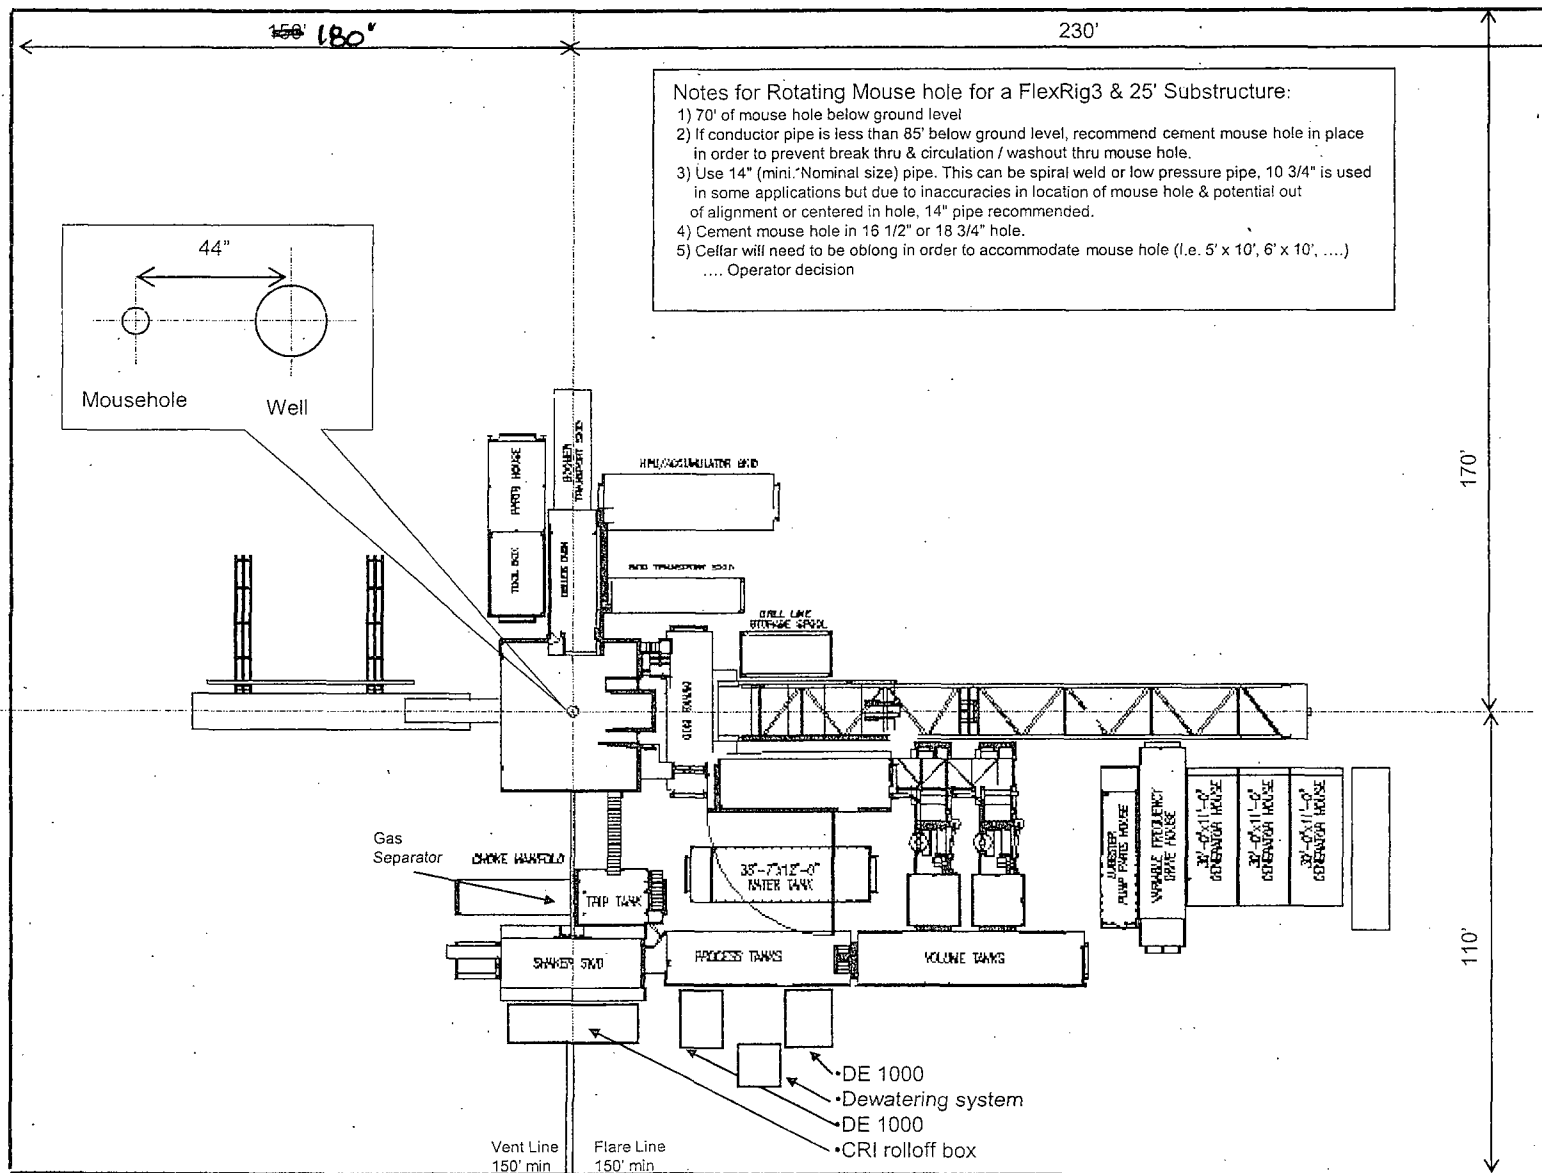 150' 180"
230'
Notes for Rotating Mouse hole for a FlexRig3 & 25' Substructure:
1) 70' of mouse hole below ground level
2) If conductor pipe is less than 85' below ground level, recommend cement mouse hole in place
in order to prevent break thru & circulation / washout thru mouse hole.
3) Use 14" (mini. Nominal size) pipe. This can be spiral weld or low pressure pipe, 10 3/4" is used
in some applications but due to inaccuracies in location of mouse hole & potential out
of alignment or centered in hole, 14" pipe recommended.
4) Cement mouse hole in 16 1/2" or 18 3/4" hole.
5) Cellar will need to be oblong in order to accommodate mouse hole (I.e. 5' x 10', 6' x 10', ....)
.... Operator decision
44"
Mousehole
Well
170'
PARTS HOUSE
TOOL BOX
DOGHOUSE
TRANSPORT SKID
HPU/ACCUMULATOR SKID
TRANSPORT SKID
DRILL LINE
STORAGE SPOOL
Gas
Separator
CHOKE MANIFOLD
TRIP TANK
WATER TANK
SHAKER SKID
PROCESS TANKS
VOLUME TANKS
PUMP PARTS HOUSE
VARIABLE FREQUENCY
DRIVE HOUSE
GENERATOR HOUSE
GENERATOR HOUSE
GENERATOR HOUSE
110'
•DE 1000
•Dewatering system
•DE 1000
•CRI rolloff box
Vent Line
150' min
Flare Line
150' min